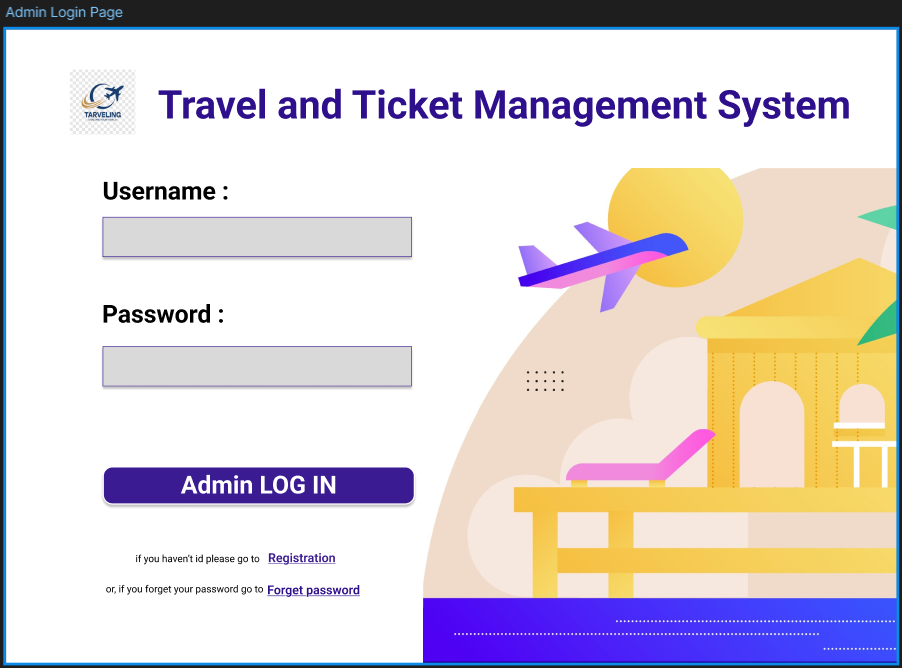 Admin Login Page
TARVELING
Travel and Ticket Management System
Username :
Password :
Admin LOG IN
if you haven't id please go to Registration
or, if you forget your password go to Forget password